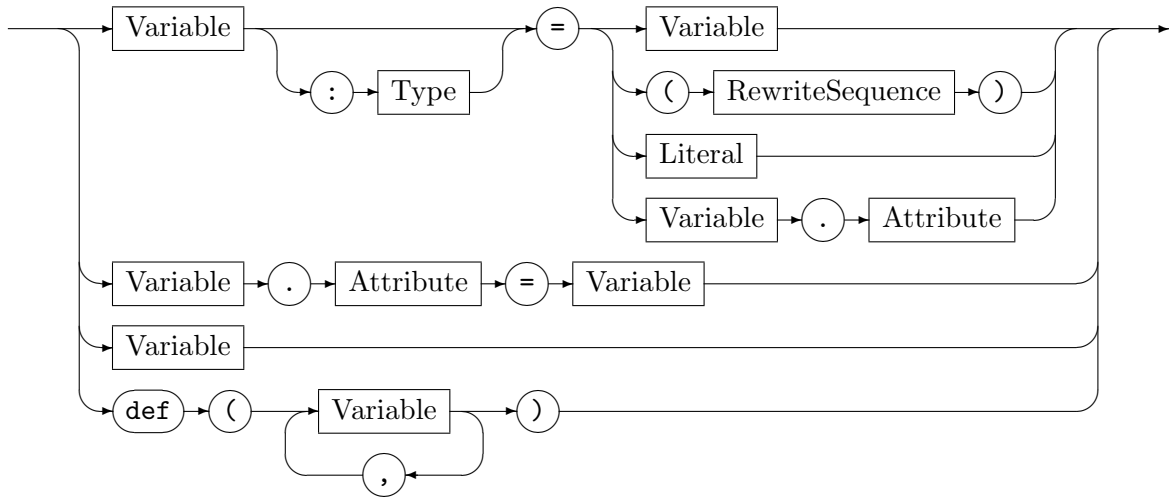 Variable = Variable
: Type ( RewriteSequence )
Literal
Variable . Attribute
Variable . Attribute = Variable
Variable
def ( Variable )
,